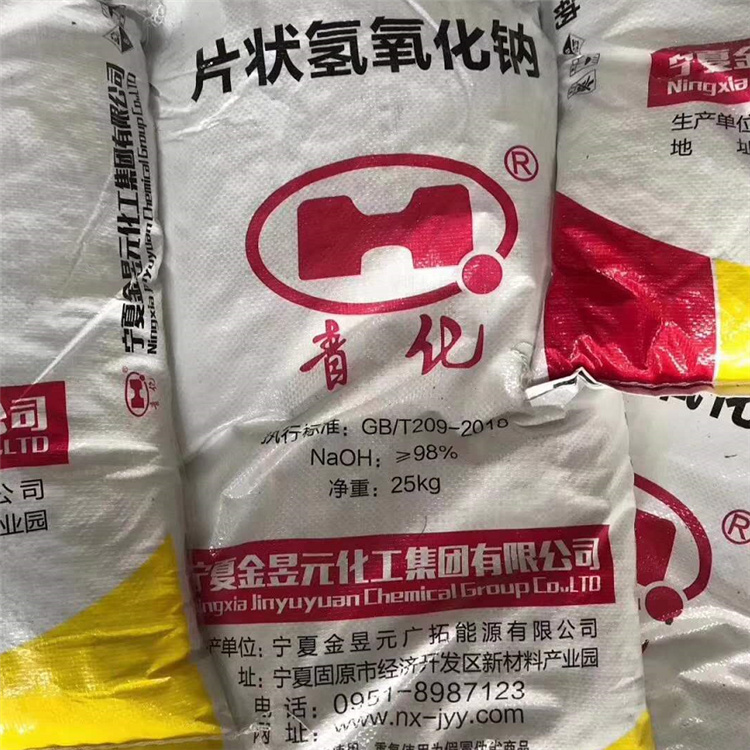 片状氢氧化钠
®
青化
执行标准：GB/T209-2018
NaOH：≥98%
净重：25kg
宁夏金昱元化工集团有限公司
Ningxia Jinyuyuan Chemical Group Co.,LTD
产单位：宁夏金昱元广拓能源有限公司
址：宁夏固原市经济开发区新材料产业园
电话：0951-8987123
网址：www.nx-jyy.com
宁夏金昱元化工集团有限公司
Ningxia Jinyuyuan Chemical Group Co.,LTD
青化
公司
LTD
公司
业园
宁夏金
Ningxia
生产单位
地址